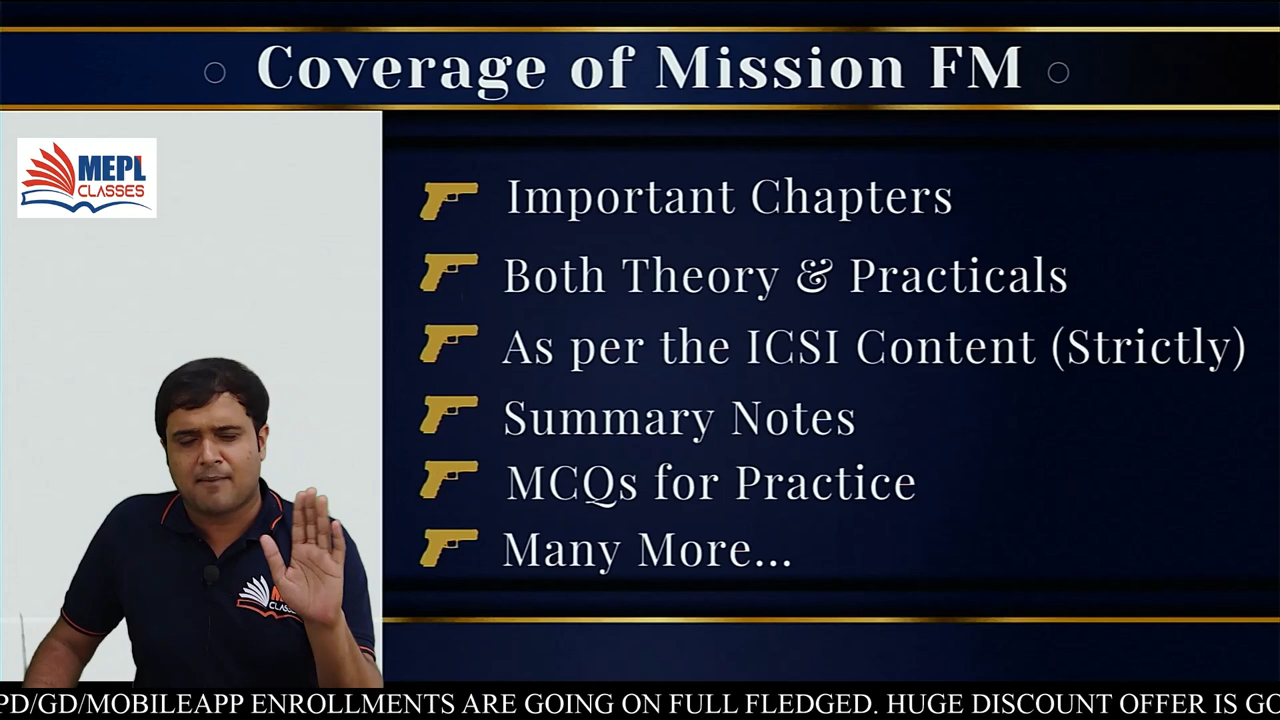 Coverage of Mission FM
MEPL
CLASSES
Important Chapters
Both Theory & Practicals
As per the ICSI Content (Strictly)
Summary Notes
MCQs for Practice
Many More...
CLASSES
PD/GD/MOBILEAPP ENROLLMENTS ARE GOING ON FULL FLEDGED. HUGE DISCOUNT OFFER IS GO